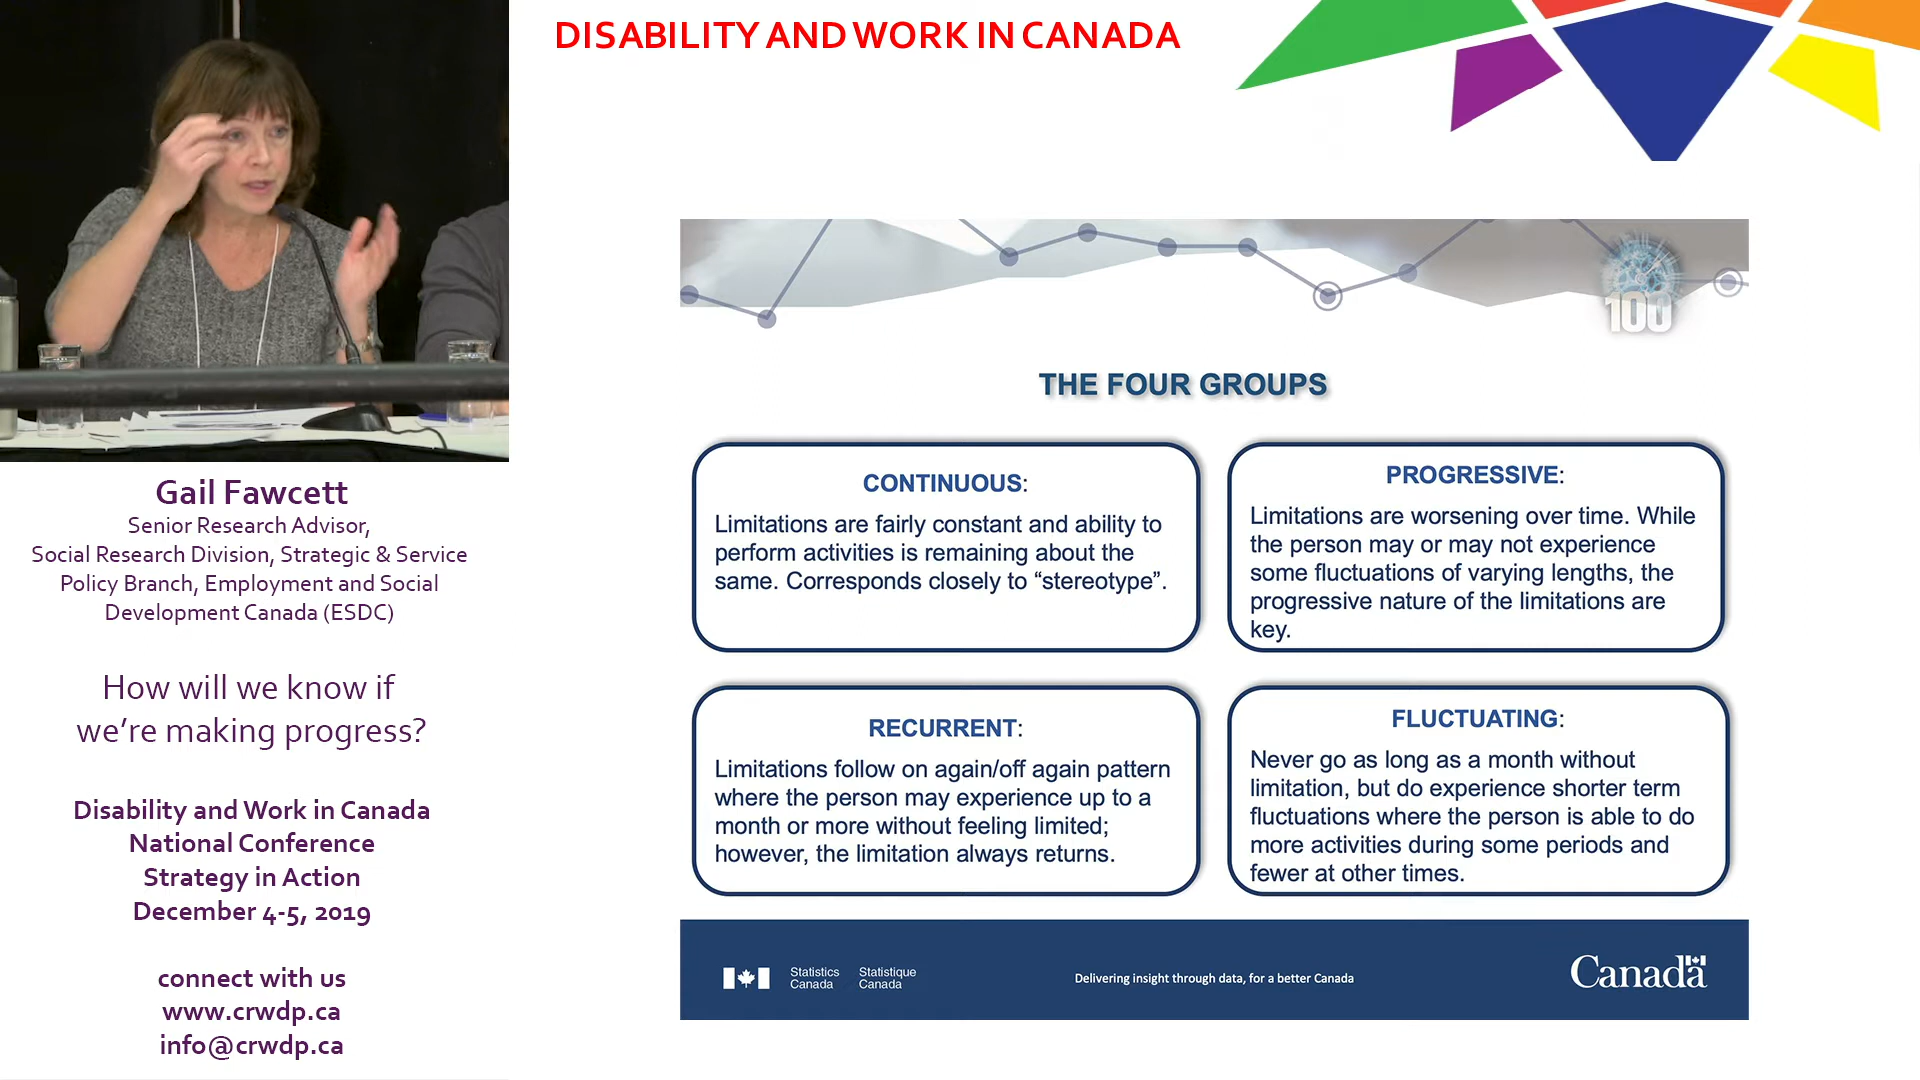 DISABILITY AND WORK IN CANADA
Gail Fawcett
Senior Research Advisor,
Social Research Division, Strategic & Service
Policy Branch, Employment and Social
Development Canada (ESDC)
How will we know if
we're making progress?
Disability and Work in Canada
National Conference
Strategy in Action
December 4-5, 2019
connect with us
www.crwdp.ca
info@crwdp.ca
100
THE FOUR GROUPS
CONTINUOUS:
Limitations are fairly constant and ability to
perform activities is remaining about the
same. Corresponds closely to “stereotype”.
PROGRESSIVE:
Limitations are worsening over time. While
the person may or may not experience
some fluctuations of varying lengths, the
progressive nature of the limitations are
key.
RECURRENT:
Limitations follow on again/off again pattern
where the person may experience up to a
month or more without feeling limited;
however, the limitation always returns.
FLUCTUATING:
Never go as long as a month without
limitation, but do experience shorter term
fluctuations where the person is able to do
more activities during some periods and
fewer at other times.
Statistics Canada
Statistique Canada
Delivering insight through data, for a better Canada
Canada